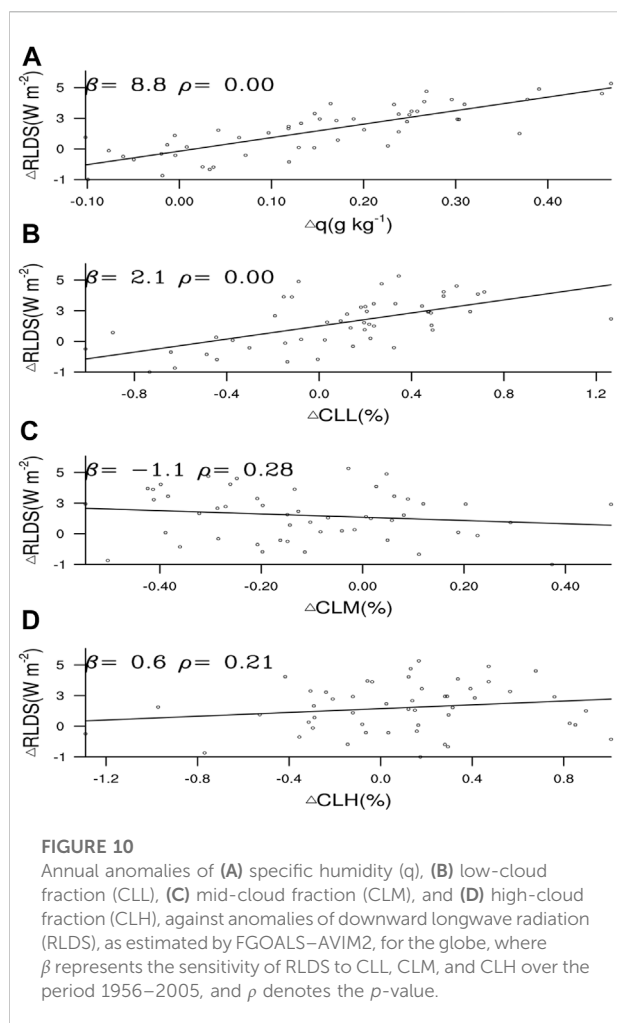 A
β= 8.8 ρ= 0.00
△RLDS(W m⁻²)
5
3
0
-1
-0.10 0.00 0.10 0.20 0.30 0.40
△q(g kg⁻¹)
B
β= 2.1 ρ= 0.00
△RLDS(W m⁻²)
5
3
0
-1
-0.8 -0.4 0.0 0.4 0.8 1.2
△CLL(%)
C
β= −1.1 ρ= 0.28
△RLDS(W m⁻²)
5
3
0
-1
-0.40 -0.20 0.00 0.20 0.40
△CLM(%)
D
β= 0.6 ρ= 0.21
△RLDS(W m⁻²)
5
3
0
-1
-1.2 -0.8 -0.4 0.0 0.4 0.8
△CLH(%)
FIGURE 10
Annual anomalies of (A) specific humidity (q), (B) low-cloud
fraction (CLL), (C) mid-cloud fraction (CLM), and (D) high-cloud
fraction (CLH), against anomalies of downward longwave radiation
(RLDS), as estimated by FGOALS–AVIM2, for the globe, where
β represents the sensitivity of RLDS to CLL, CLM, and CLH over the
period 1956–2005, and ρ denotes the p-value.